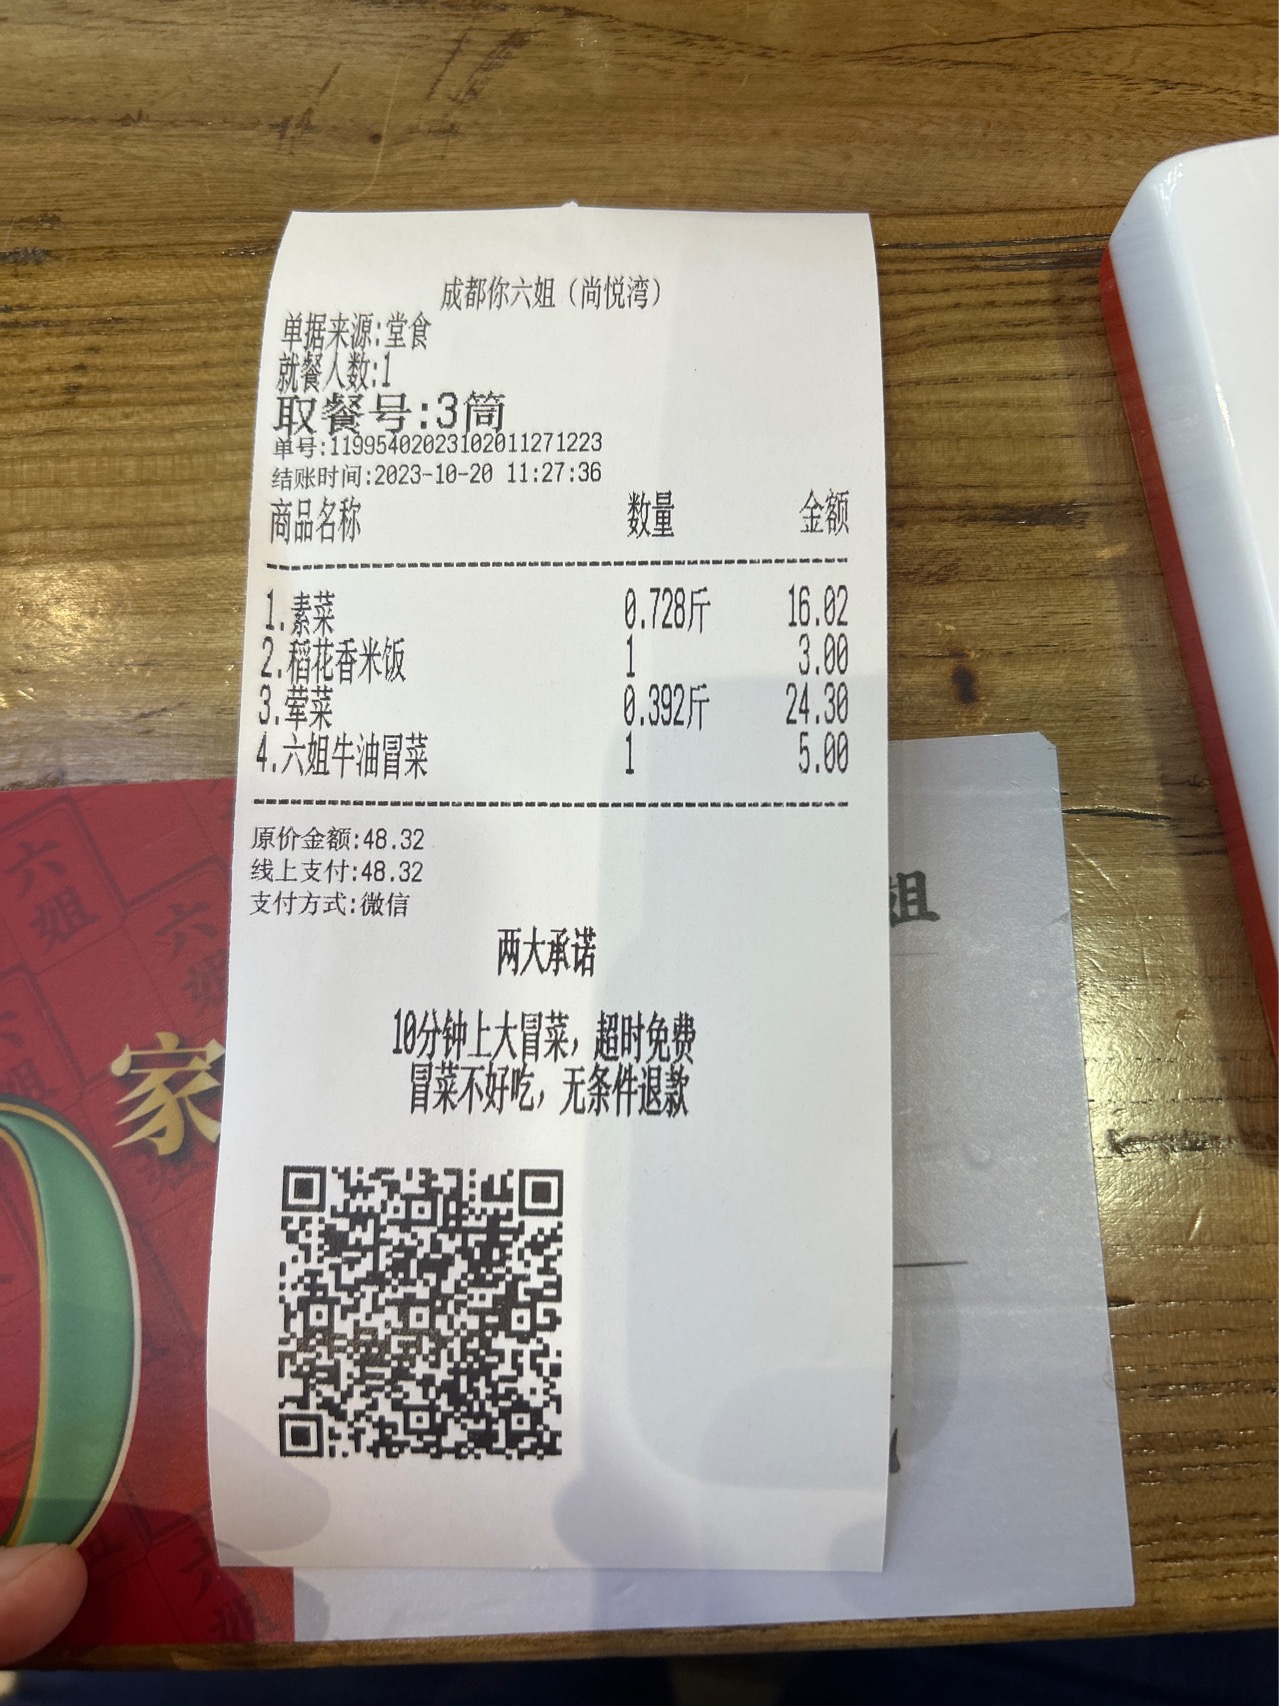 成都你六姐（尚悦湾）
单据来源:堂食
就餐人数:1
取餐号:3筒
单号:11995402023102011271223
结账时间:2023-10-20 11:27:36
商品名称 数量 金额
1.素菜 0.728斤 16.02
2.稻花香米饭 1 3.00
3.荤菜 0.392斤 24.30
4.六姐牛油冒菜 1 5.00
原价金额:48.32
线上支付:48.32
支付方式:微信
两大承诺
10分钟上大冒菜，超时免费
冒菜不好吃，无条件退款
六姐
六姐
家
姐